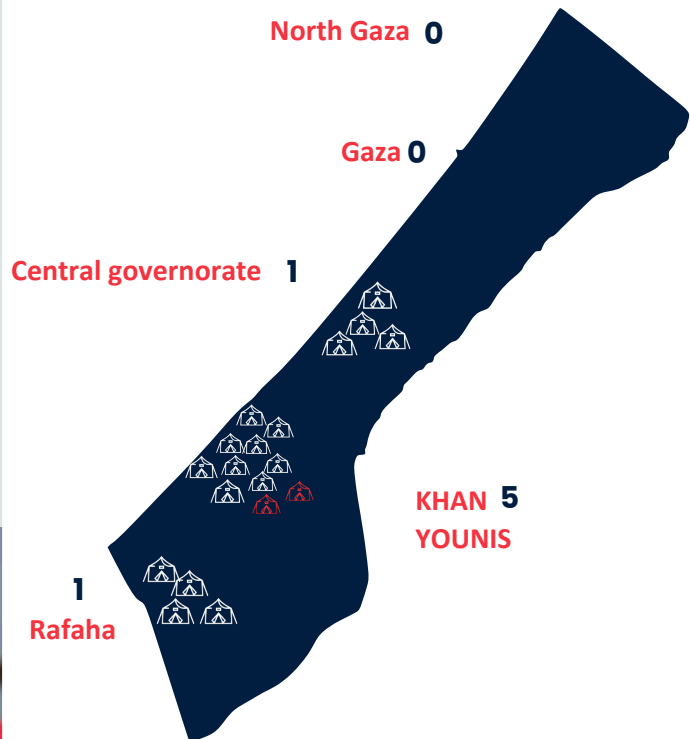 North Gaza 0
Gaza 0
Central governorate 1
KHAN 5
YOUNIS
1
Rafaha